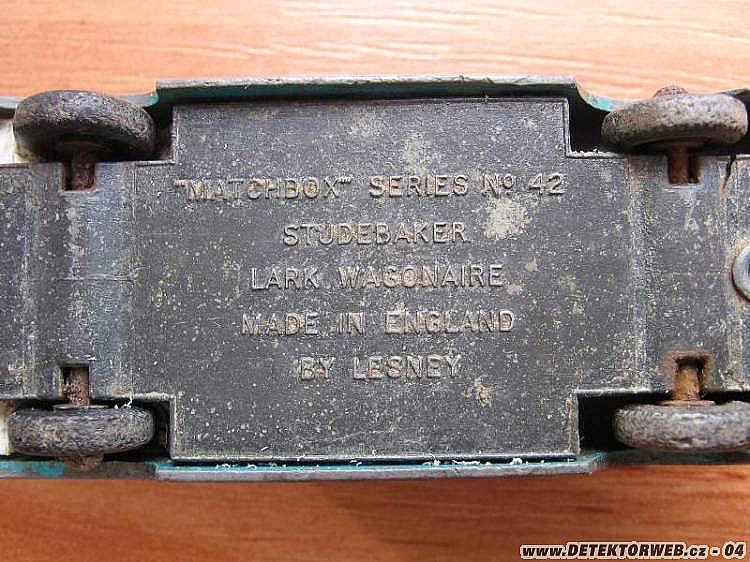 "MATCHBOX" SERIES Nº 42
STUDEBAKER
LARK WAGONAIRE
MADE IN ENGLAND
BY LESNEY
www.DETEKTORWEB.cz - 04